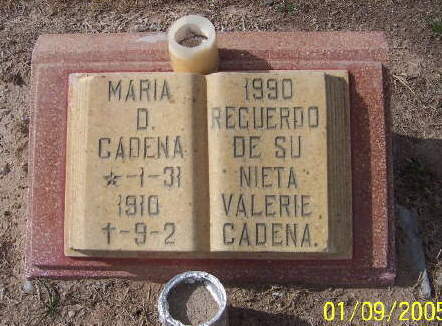 MARIA
D.
CADENA
☆-1-31
1910
✝-9-2
1990
RECUERDO
DE SU
NIETA
VALERIE
CADENA.
01/09/2005